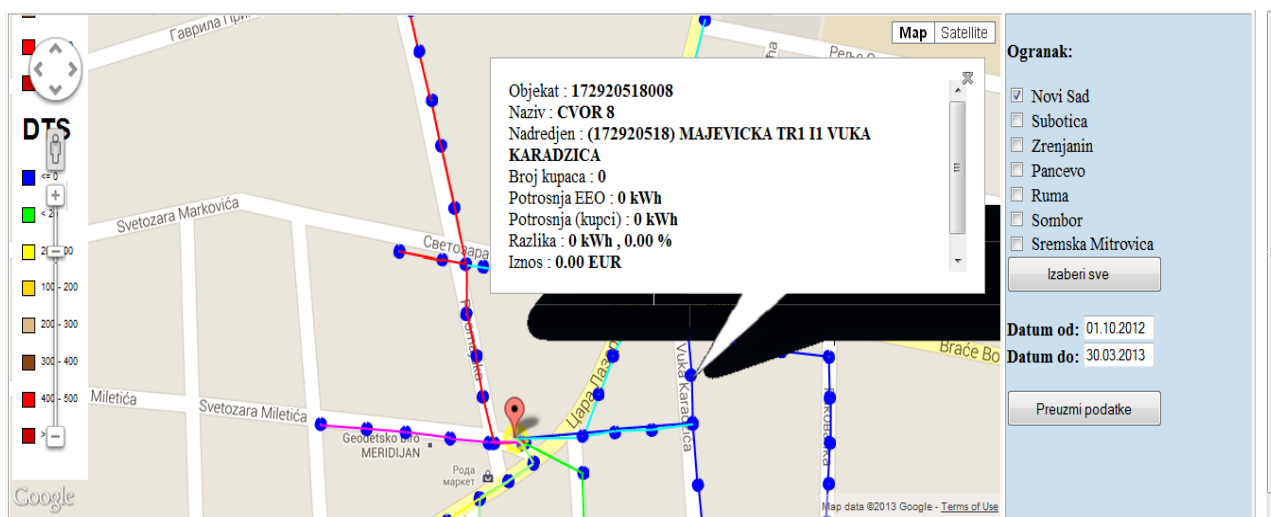 Гаврила При
Map
Satellite
Ogranak:
Novi Sad
Subotica
Zrenjanin
Pancevo
Ruma
Sombor
Sremska Mitrovica
Izaberi sve
Datum od: 01.10.2012
Datum do: 30.03.2013
Preuzmi podatke
Objekat : 172920518008
Naziv : CVOR 8
Nadredjen : (172920518) MAJEVICKA TR1 I1 VUKA
KARADZICA
Broj kupaca : 0
Potrosnja EEO : 0 kWh
Potrosnja (kupci) : 0 kWh
Razlika : 0 kWh , 0.00 %
Iznos : 0.00 EUR
DTS
<= 0
100 - 200
200 - 300
300 - 400
400 - 500
Svetozara Markovića
Светозара
Miletića
Svetozara Miletića
Geodetsko biro
MERIDIJAN
Рода
маркет
Цара Лазара
Vuka Karadžića
Braće Bo
Google
Map data ©2013 Google - Terms of Use